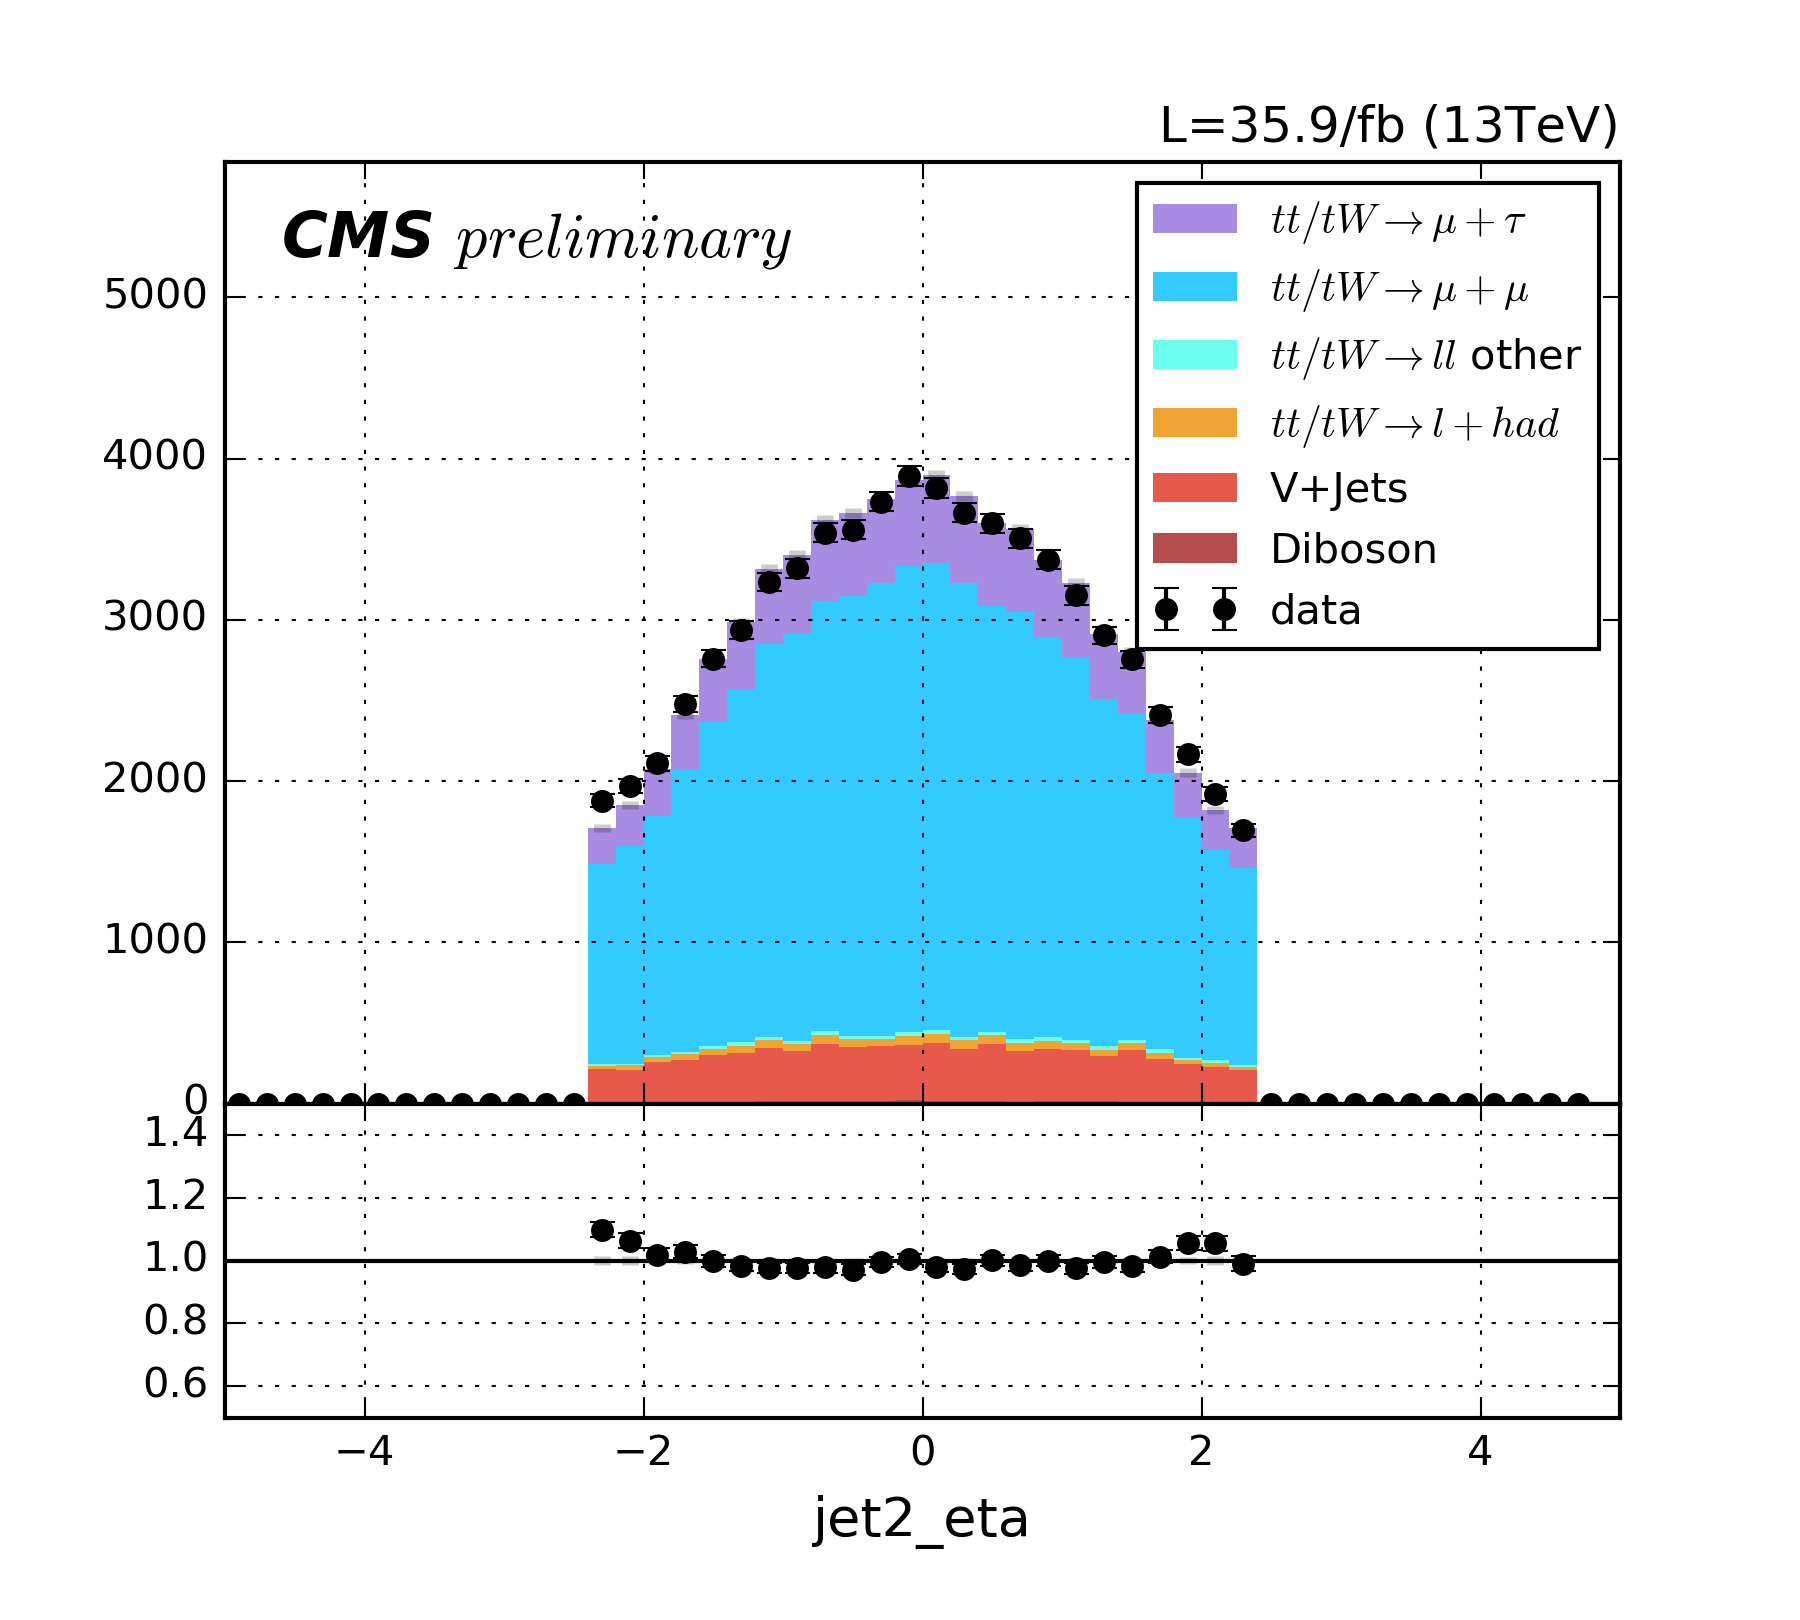 L=35.9/fb (13TeV)
CMS preliminary
tt/tW → μ + τ
tt/tW → μ + μ
tt/tW → ll other
tt/tW → l + had
V+Jets
Diboson
data
5000
4000
3000
2000
1000
0
1.4
1.2
1.0
0.8
0.6
−4 −2 0 2 4
jet2_eta